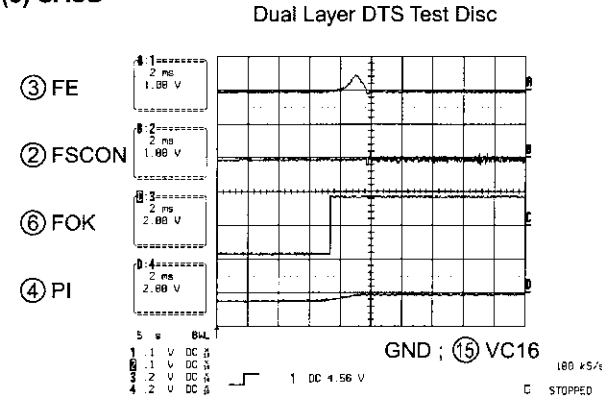 Dual Layer DTS Test Disc
③ FE
A:1
2 ms
1.00 V
A
② FSCON
B:2
2 ms
1.00 V
B
⑥ FOK
3
2 ms
2.00 V
C
④ PI
D:4
2 ms
2.00 V
D
5 BWL
1 .1 V DC
2 .1 V DC
3 .2 V DC
4 .2 V DC
1 DC 4.56 V
GND ; ⑮ VC16
100 kS/s
STOPPED